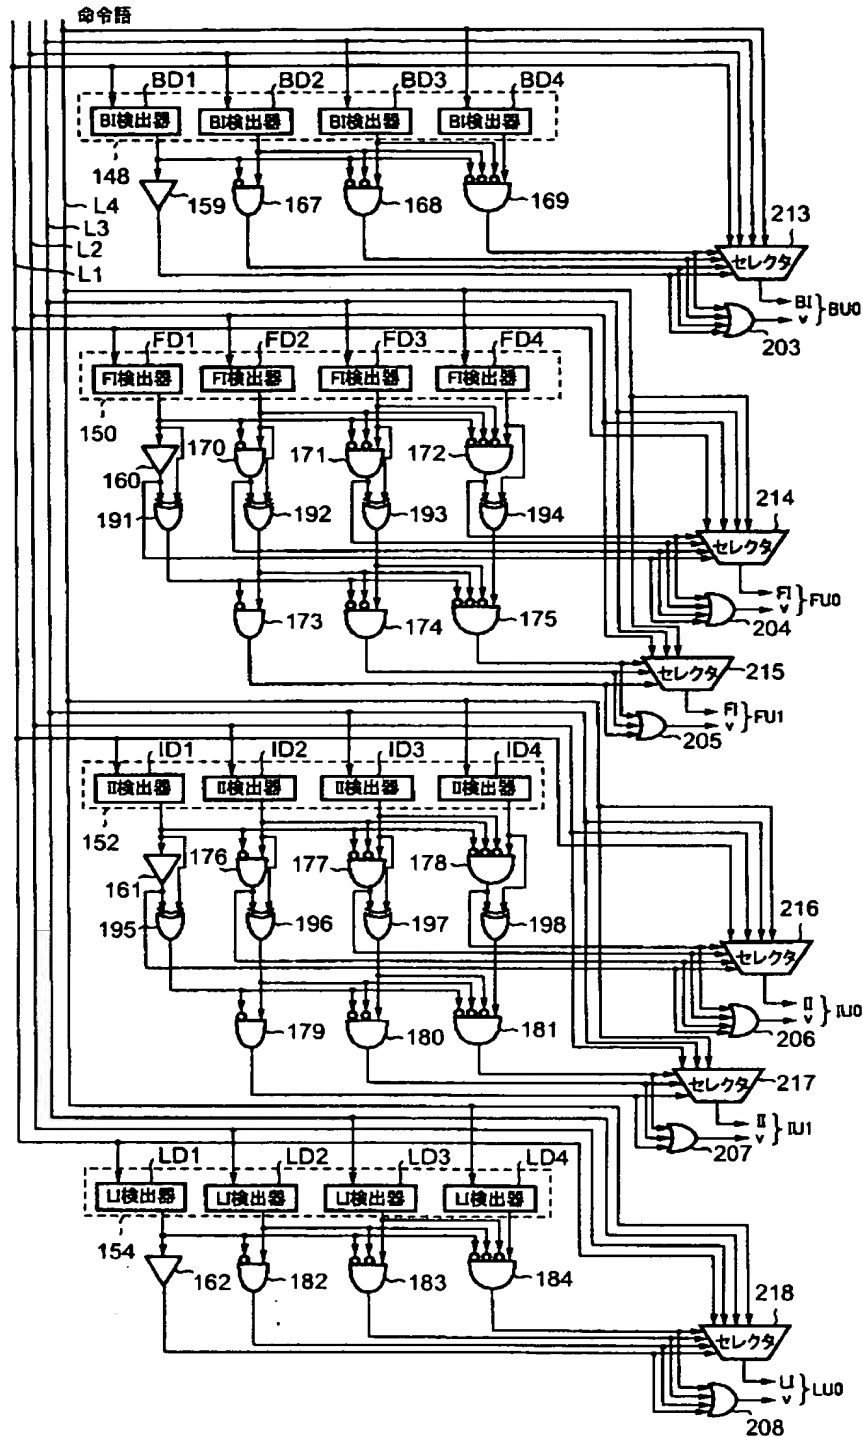 命令語
BD1 BD2 BD3 BD4
BI検出器 BI検出器 BI検出器 BI検出器
148
159 167 168 169
L4
L3
L2
L1
213
セレクタ
BI
V
BU0
203
FD1 FD2 FD3 FD4
FI検出器 FI検出器 FI検出器 FI検出器
150
170 171 172
160
191 192 193 194
214
セレクタ
FI
V
FU0
204
173 174 175
215
セレクタ
FI
V
FU1
205
ID1 ID2 ID3 ID4
II検出器 II検出器 II検出器 II検出器
152
176 177 178
161
195 196 197 198
216
セレクタ
II
V
IU0
206
179 180 181
217
セレクタ
II
V
IU1
207
LD1 LD2 LD3 LD4
LI検出器 LI検出器 LI検出器 LI検出器
154
162 182 183 184
218
セレクタ
LI
V
LU0
208